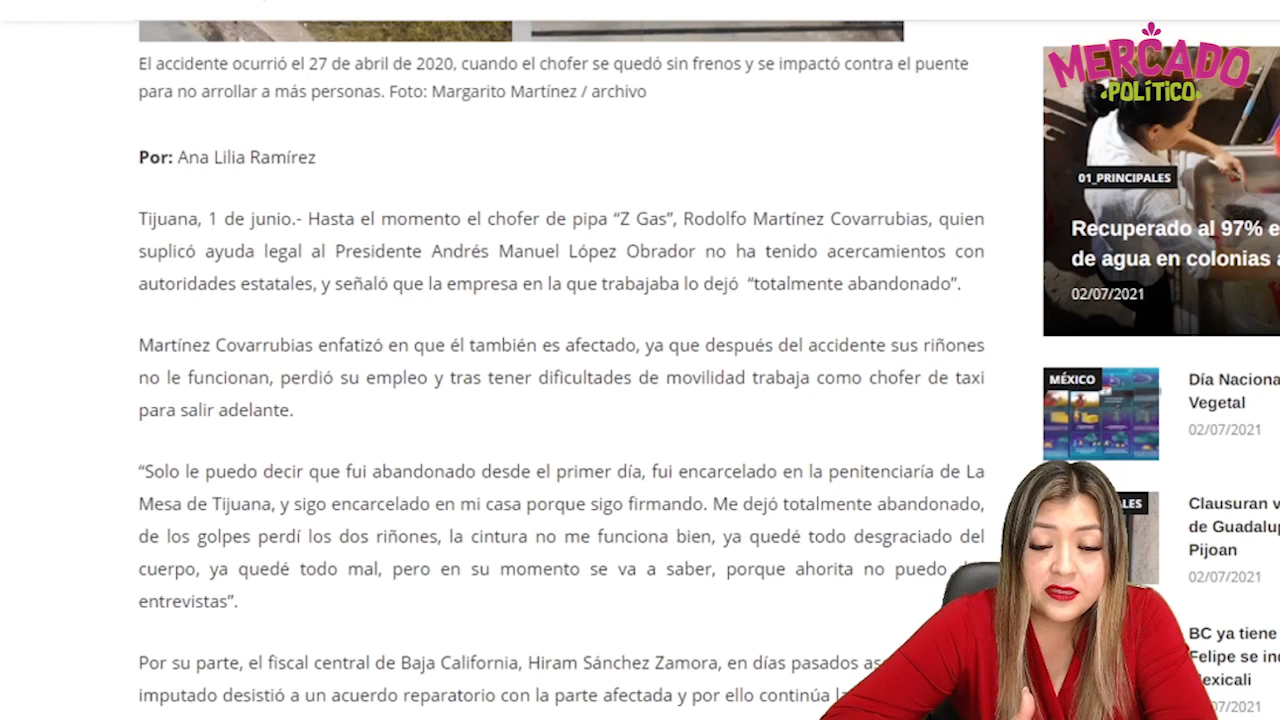 MERCADO
POLÍTICO
El accidente ocurrió el 27 de abril de 2020, cuando el chofer se quedó sin frenos y se impactó contra el puente
para no arrollar a más personas. Foto: Margarito Martínez / archivo
Por: Ana Lilia Ramírez
Tijuana, 1 de junio.- Hasta el momento el chofer de pipa “Z Gas”, Rodolfo Martínez Covarrubias, quien
suplicó ayuda legal al Presidente Andrés Manuel López Obrador no ha tenido acercamientos con
autoridades estatales, y señaló que la empresa en la que trabajaba lo dejó “totalmente abandonado”.
Martínez Covarrubias enfatizó en que él también es afectado, ya que después del accidente sus riñones
no le funcionan, perdió su empleo y tras tener dificultades de movilidad trabaja como chofer de taxi
para salir adelante.
“Solo le puedo decir que fui abandonado desde el primer día, fui encarcelado en la penitenciaría de La
Mesa de Tijuana, y sigo encarcelado en mi casa porque sigo firmando. Me dejó totalmente abandonado,
de los golpes perdí los dos riñones, la cintura no me funciona bien, ya quedé todo desgraciado del
cuerpo, ya quedé todo mal, pero en su momento se va a saber, porque ahorita no puedo
entrevistas”.
Por su parte, el fiscal central de Baja California, Hiram Sánchez Zamora, en días pasados
imputado desistió a un acuerdo reparatorio con la parte afectada y por ello continúa
01_PRINCIPALES
Recuperado al 97% e
de agua en colonias a
02/07/2021
MÉXICO
Día Naciona
Vegetal
02/07/2021
LES
Clausuran v
de Guadalup
Pijoan
02/07/2021
BC ya tiene
Felipe se in
exicali
07/2021